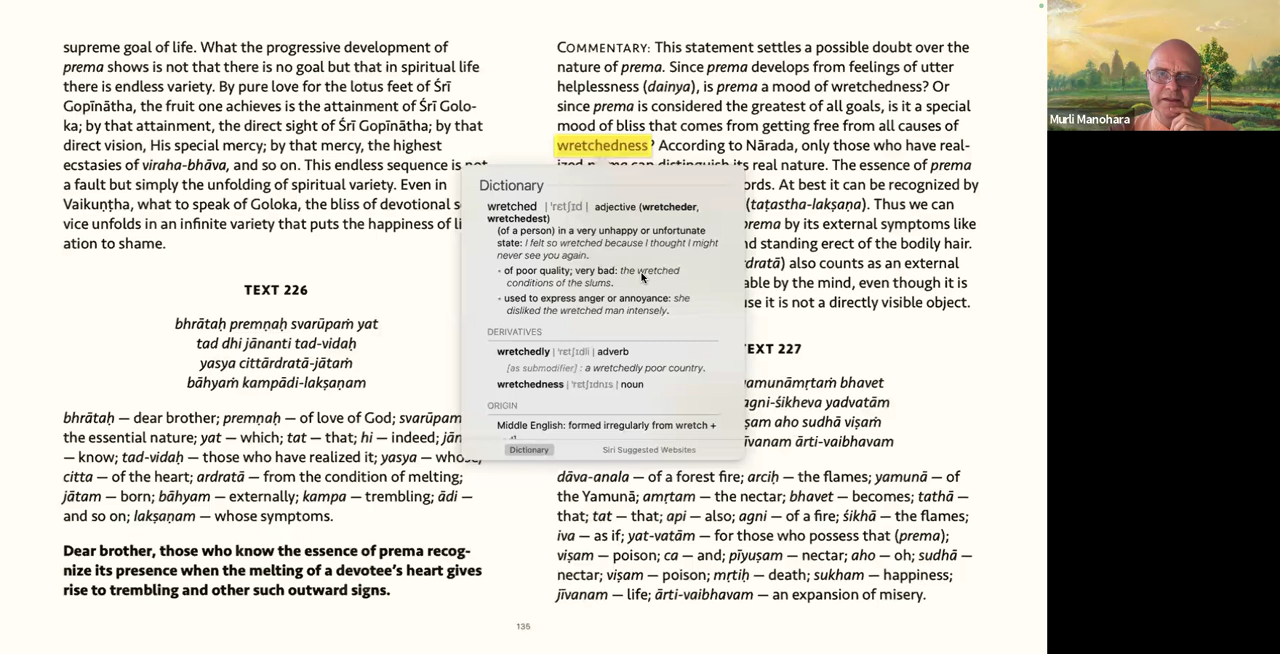 supreme goal of life. What the progressive development of
prema shows is not that there is no goal but that in spiritual life
there is endless variety. By pure love for the lotus feet of Śrī
Gopīnātha, the fruit one achieves is the attainment of Śrī Golo-
ka; by that attainment, the direct sight of Śrī Gopīnātha; by that
direct vision, His special mercy; by that mercy, the highest
ecstasies of viraha-bhāva, and so on. This endless sequence is not
a fault but simply the unfolding of spiritual variety. Even in
Vaikuṇṭha, what to speak of Goloka, the bliss of devotional s
vice unfolds in an infinite variety that puts the happiness of li
ation to shame.
TEXT 226
bhrātaḥ premṇaḥ svarūpaṁ yat
tad dhi jānanti tad-vidaḥ
yasya cittārdratā-jātaṁ
bāhyaṁ kampādi-lakṣaṇam
bhrātaḥ — dear brother; premṇaḥ — of love of God; svarūpam
the essential nature; yat — which; tat — that; hi — indeed; jān
— know; tad-vidaḥ — those who have realized it; yasya — whose;
citta — of the heart; ardratā — from the condition of melting;
jātam — born; bāhyam — externally; kampa — trembling; ādi —
and so on; lakṣaṇam — whose symptoms.
Dear brother, those who know the essence of prema recog-
nize its presence when the melting of a devotee's heart gives
rise to trembling and other such outward signs.
COMMENTARY: This statement settles a possible doubt over the
nature of prema. Since prema develops from feelings of utter
helplessness (dainya), is prema a mood of wretchedness? Or
since prema is considered the greatest of all goals, is it a special
mood of bliss that comes from getting free from all causes of
wretchedness? According to Nārada, only those who have real-
can distinguish its real nature. The essence of prema
ords. At best it can be recognized by
(taṭastha-lakṣaṇa). Thus we can
prema by its external symptoms like
nd standing erect of the bodily hair.
dratā) also counts as an external
able by the mind, even though it is
se it is not a directly visible object.
TEXT 227
yamunāmṛtaṁ bhavet
agni-śikheva yadvatām
ṣam aho sudhā viṣaṁ
īvanam ārti-vaibhavam
dāva-anala — of a forest fire; arciḥ — the flames; yamunā — of
the Yamunā; amṛtam — the nectar; bhavet — becomes; tathā —
that; tat — that; api — also; agni — of a fire; śikhā — the flames;
iva — as if; yat-vatām — for those who possess that (prema);
viṣam — poison; ca — and; pīyuṣam — nectar; aho — oh; sudhā —
nectar; viṣam — poison; mṛtiḥ — death; sukham — happiness;
jīvanam — life; ārti-vaibhavam — an expansion of misery.
135
Dictionary
wretched | ˈrɛtʃɪd | adjective (wretcheder,
wretchedest)
(of a person) in a very unhappy or unfortunate
state: I felt so wretched because I thought I might
never see you again.
• of poor quality; very bad: the wretched
conditions of the slums.
• used to express anger or annoyance: she
disliked the wretched man intensely.
DERIVATIVES
wretchedly | ˈrɛtʃɪdli | adverb
[as submodifier] : a wretchedly poor country.
wretchedness | ˈrɛtʃɪdnɪs | noun
ORIGIN
Middle English: formed irregularly from wretch +
Dictionary
Siri Suggested Websites
Murli Manohara